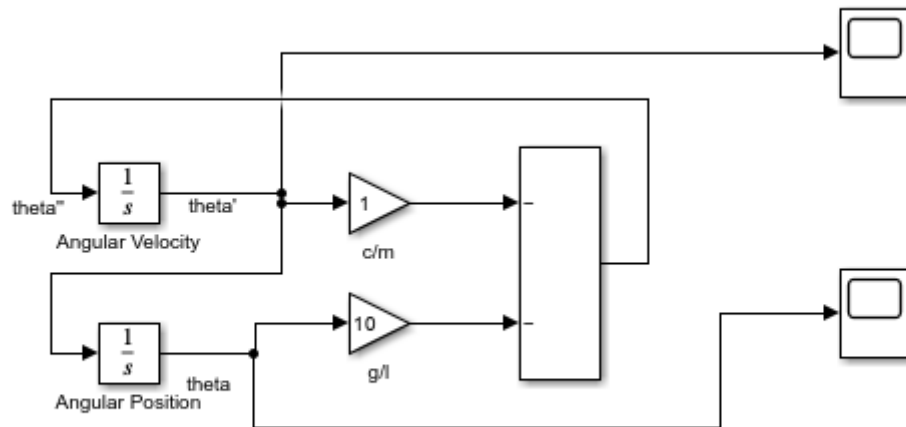 1
s
theta"
theta'
Angular Velocity
1
c/m
-
1
s
theta
Angular Position
10
g/l
-